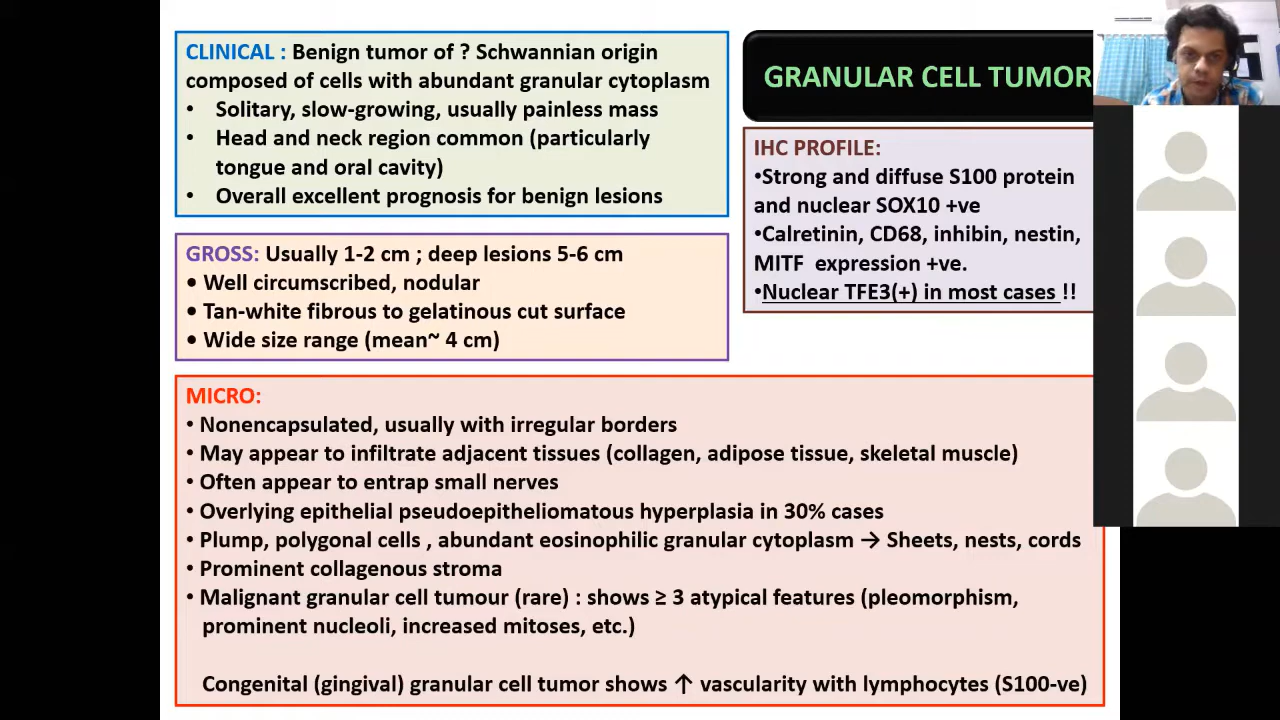 CLINICAL : Benign tumor of ? Schwannian origin
composed of cells with abundant granular cytoplasm
• Solitary, slow-growing, usually painless mass
• Head and neck region common (particularly
tongue and oral cavity)
• Overall excellent prognosis for benign lesions
GROSS: Usually 1-2 cm ; deep lesions 5-6 cm
• Well circumscribed, nodular
• Tan-white fibrous to gelatinous cut surface
• Wide size range (mean~ 4 cm)
GRANULAR CELL TUMOR
IHC PROFILE:
•Strong and diffuse S100 protein
and nuclear SOX10 +ve
•Calretinin, CD68, inhibin, nestin,
MITF expression +ve.
•Nuclear TFE3(+) in most cases !!
MICRO:
• Nonencapsulated, usually with irregular borders
• May appear to infiltrate adjacent tissues (collagen, adipose tissue, skeletal muscle)
• Often appear to entrap small nerves
• Overlying epithelial pseudoepitheliomatous hyperplasia in 30% cases
• Plump, polygonal cells , abundant eosinophilic granular cytoplasm → Sheets, nests, cords
• Prominent collagenous stroma
• Malignant granular cell tumour (rare) : shows ≥ 3 atypical features (pleomorphism,
prominent nucleoli, increased mitoses, etc.)
Congenital (gingival) granular cell tumor shows ↑ vascularity with lymphocytes (S100-ve)